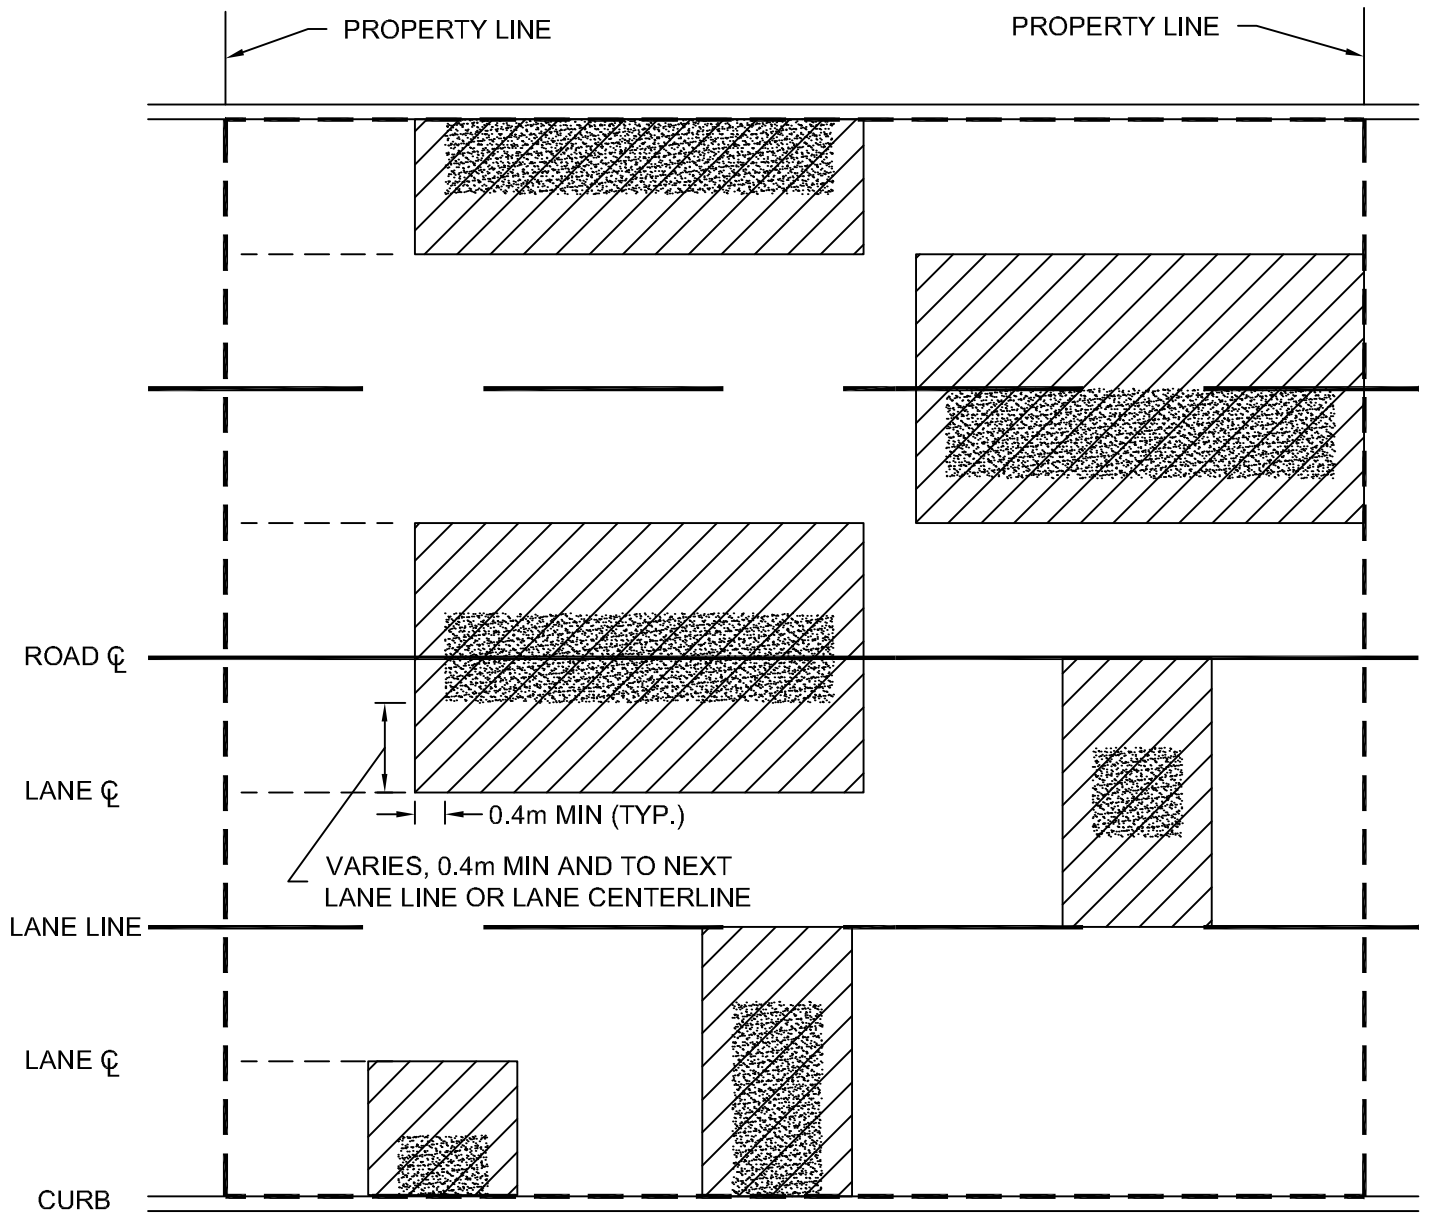 PROPERTY LINE
PROPERTY LINE
ROAD ℄
LANE ℄
0.4m MIN (TYP.)
VARIES, 0.4m MIN AND TO NEXT
LANE LINE OR LANE CENTERLINE
LANE LINE
LANE ℄
CURB